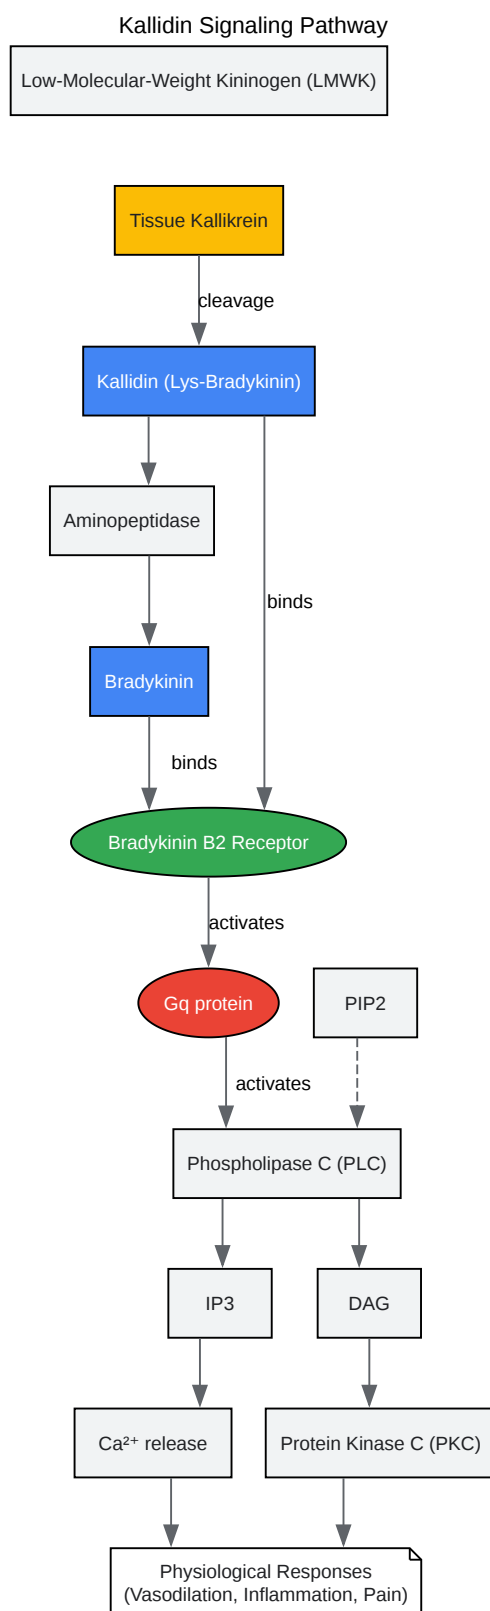 Kallidin Signaling Pathway
Low-Molecular-Weight Kininogen (LMWK)
Tissue Kallikrein
cleavage
Kallidin (Lys-Bradykinin)
Aminopeptidase
binds
Bradykinin
binds
Bradykinin B2 Receptor
activates
Gq protein
PIP2
activates
Phospholipase C (PLC)
IP3
DAG
Ca²⁺ release
Protein Kinase C (PKC)
Physiological Responses
(Vasodilation, Inflammation, Pain)